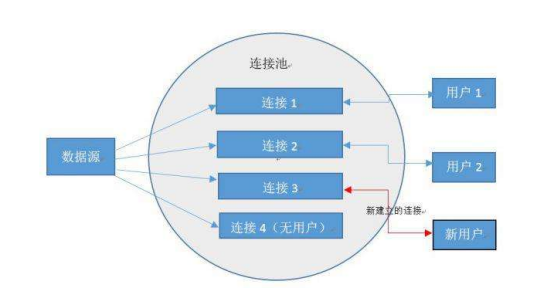 连接池
连接 1
用户 1
连接 2
数据源
用户 2
连接 3
新建立的连接
连接 4（无用户）
新用户